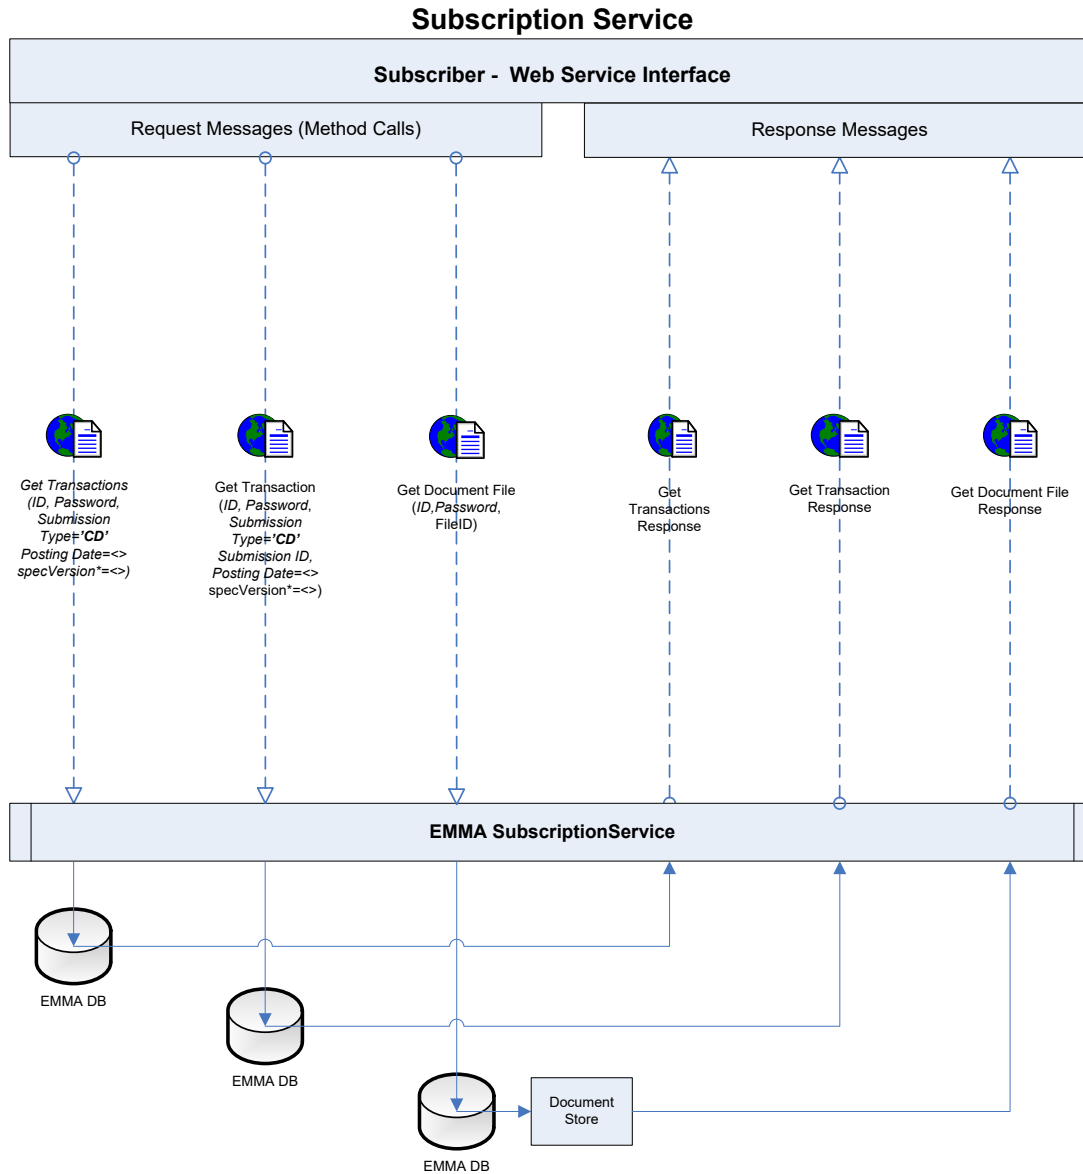 Subscription Service
Subscriber -  Web Service Interface
Request Messages (Method Calls)
Response Messages
Get Transactions
(ID, Password,
Submission
Type='CD'
Posting Date=<>
specVersion*=<>)
Get Transaction
(ID, Password,
Submission
Type='CD'
Submission ID,
Posting Date=<>
specVersion*=<>)
Get Document File
(ID,Password,
FileID)
Get
Transactions
Response
Get Transaction
Response
Get Document File
Response
EMMA SubscriptionService
EMMA DB
EMMA DB
EMMA DB
Document
Store